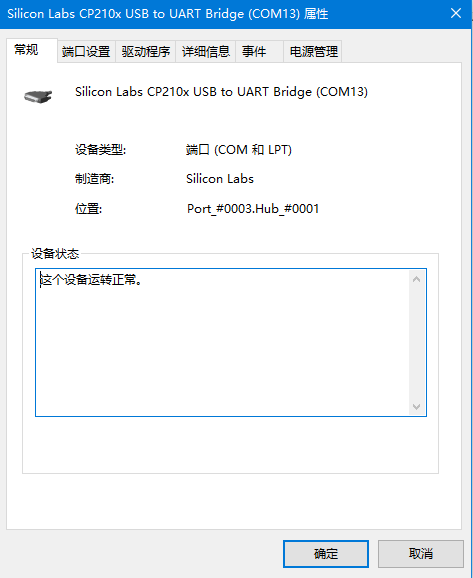 Silicon Labs CP210x USB to UART Bridge (COM13) 属性
常规 端口设置 驱动程序 详细信息 事件 电源管理
Silicon Labs CP210x USB to UART Bridge (COM13)
设备类型: 端口 (COM 和 LPT)
制造商: Silicon Labs
位置: Port_#0003.Hub_#0001
设备状态
这个设备运转正常。
确定 取消